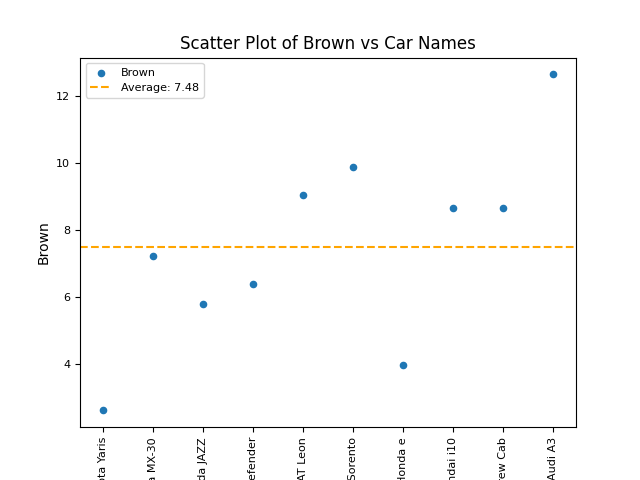 Scatter Plot of Brown vs Car Names
Brown
Average: 7.48
Brown
12
10
8
6
4
ota Yaris
a MX-30
da JAZZ
efender
AT Leon
Sorento
Honda e
ndai i10
rew Cab
Audi A3